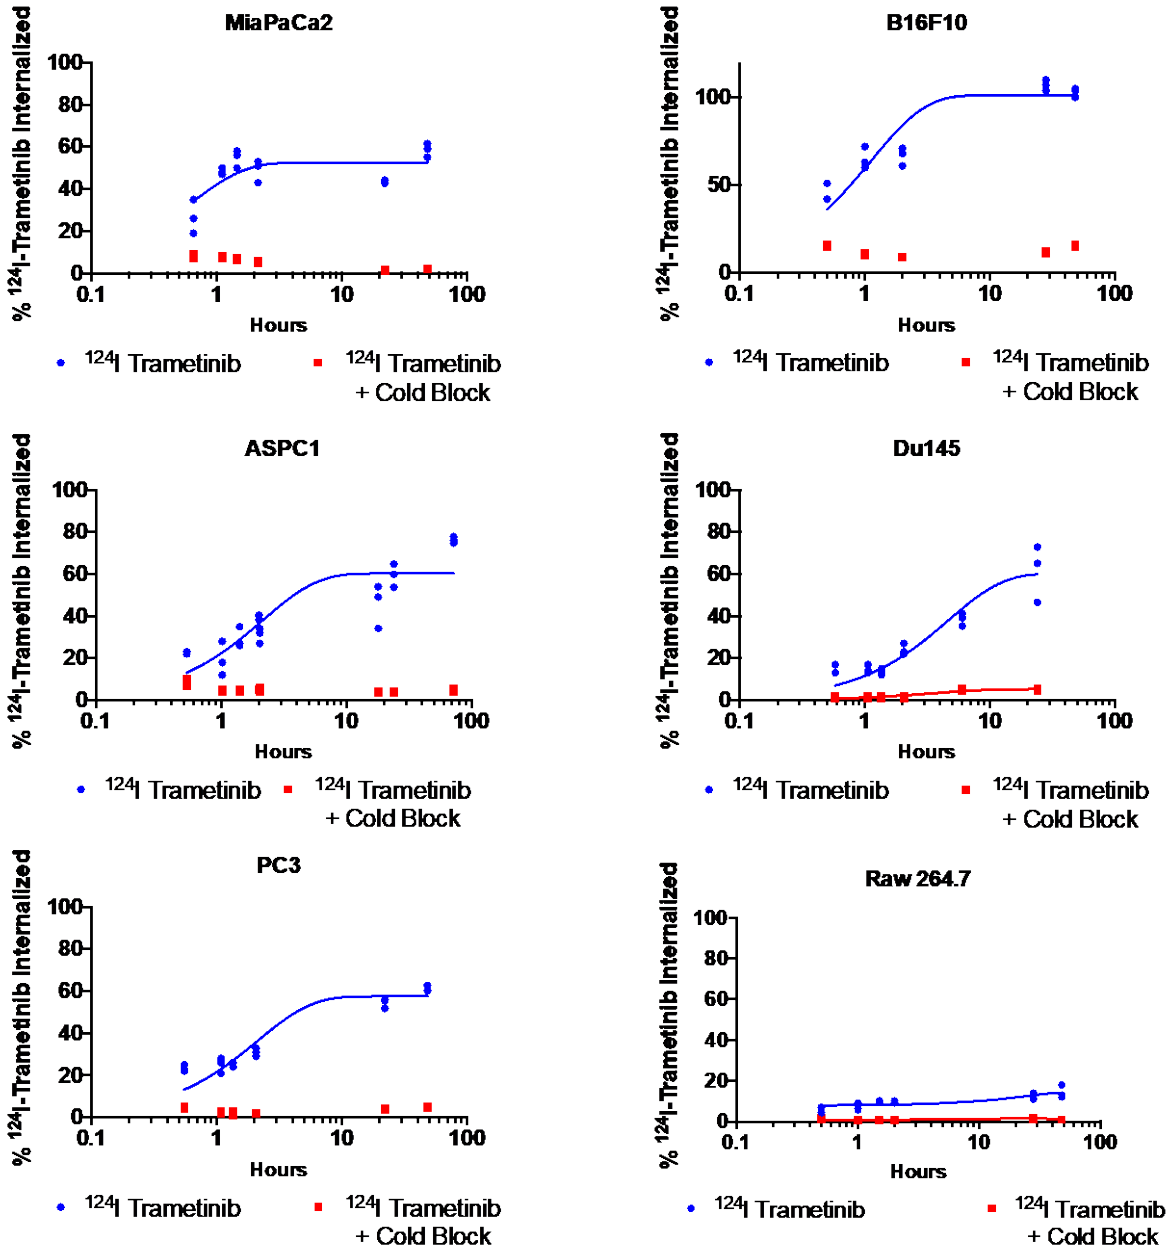 MiaPaCa2
% ¹²⁴I-Trametinib Internalized
100
80
60
40
20
0
0.1 1 10 100
Hours
¹²⁴I Trametinib ¹²⁴I Trametinib
+ Cold Block
B16F10
% ¹²⁴I-Trametinib Internalized
100
50
0
0.1 1 10 100
Hours
¹²⁴I Trametinib ¹²⁴I Trametinib
+ Cold Block
ASPC1
% ¹²⁴I-Trametinib Internalized
100
80
60
40
20
0
0.1 1 10 100
Hours
¹²⁴I Trametinib ¹²⁴I Trametinib
+ Cold Block
Du145
% ¹²⁴I-Trametinib Internalized
100
80
60
40
20
0
0.1 1 10 100
Hours
¹²⁴I Trametinib ¹²⁴I Trametinib
+ Cold Block
PC3
% ¹²⁴I-Trametinib Internalized
100
80
60
40
20
0
0.1 1 10 100
Hours
¹²⁴I Trametinib ¹²⁴I Trametinib
+ Cold Block
Raw 264.7
% ¹²⁴I-Trametinib Internalized
100
80
60
40
20
0
0.1 1 10 100
Hours
¹²⁴I Trametinib ¹²⁴I Trametinib
+ Cold Block